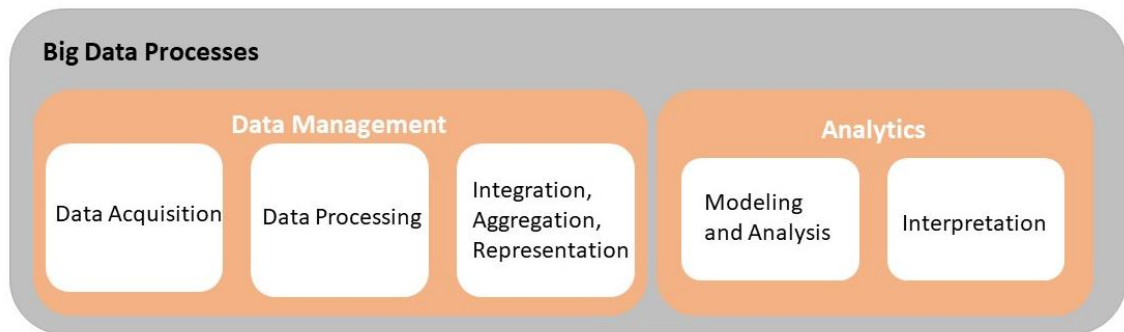 Big Data Processes
Data Management
Data Acquisition
Data Processing
Integration,
Aggregation,
Representation
Analytics
Modeling
and Analysis
Interpretation